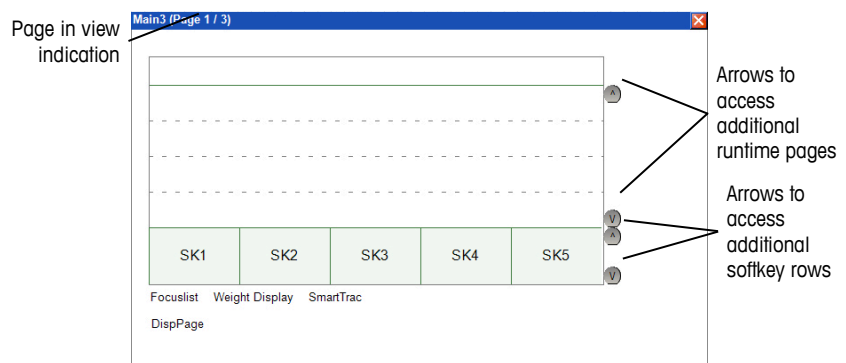 Main3 (Page 1 / 3)
Page in view
indication
Arrows to
access
additional
runtime pages
^
V
^
V
Arrows to
access
additional
softkey rows
SK1 SK2 SK3 SK4 SK5
Focuslist Weight Display SmartTrac
DispPage